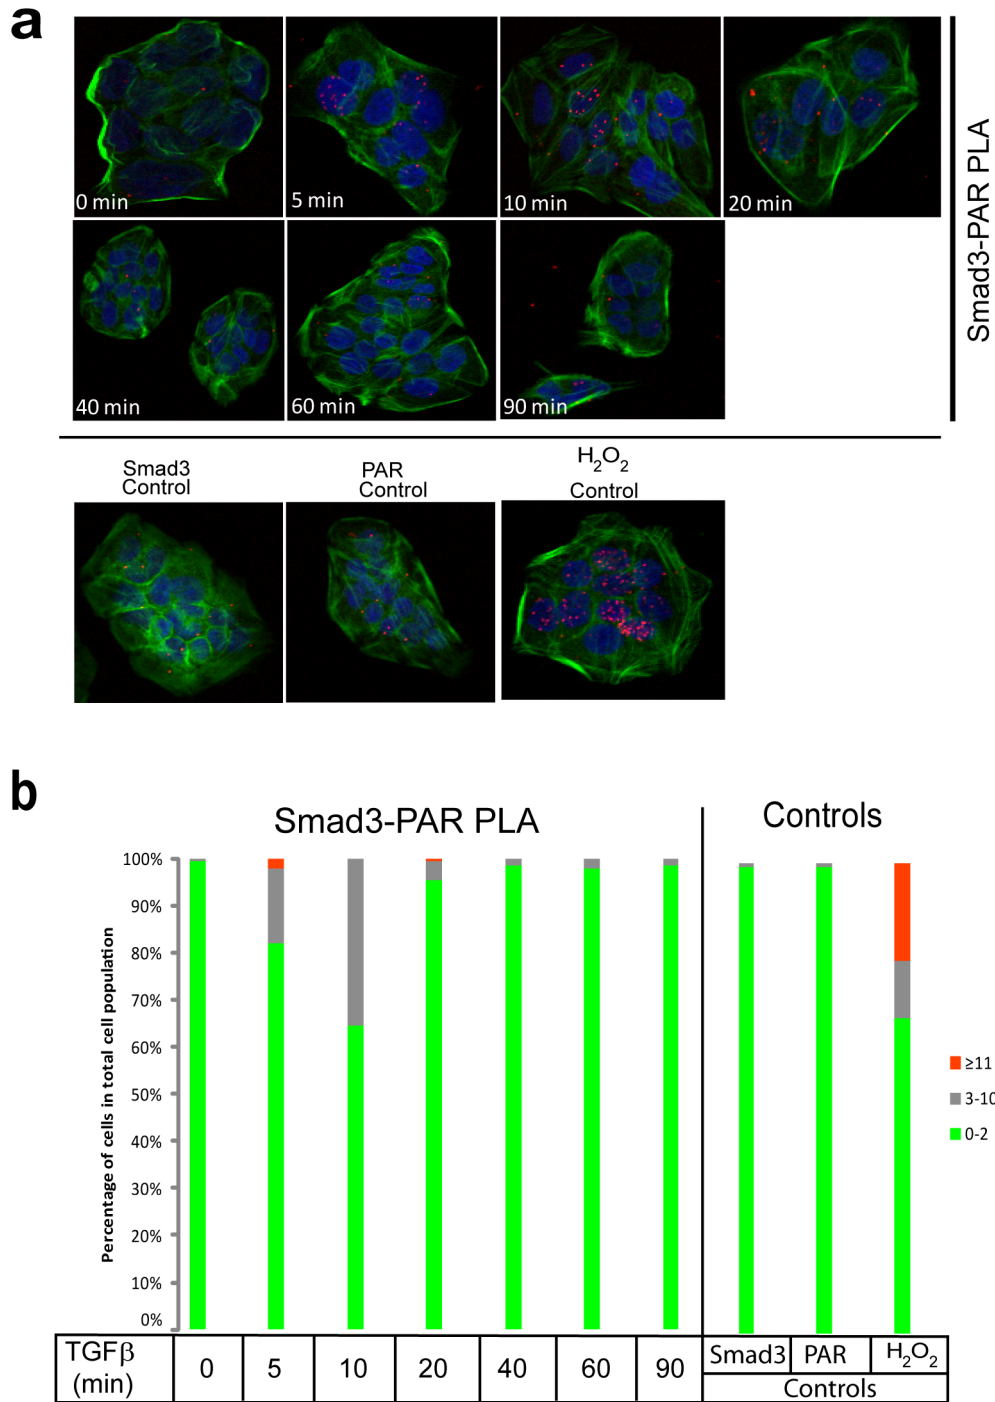 a
0 min
5 min
10 min
20 min
40 min
60 min
90 min
Smad3-PAR PLA
Smad3
Control
PAR
Control
H₂O₂
Control
b
Smad3-PAR PLA
Controls
Percentage of cells in total cell population
100%
90%
80%
70%
60%
50%
40%
30%
20%
10%
0%
≥11
3-10
0-2
TGFβ
(min)
0
5
10
20
40
60
90
Smad3
PAR
H₂O₂
Controls